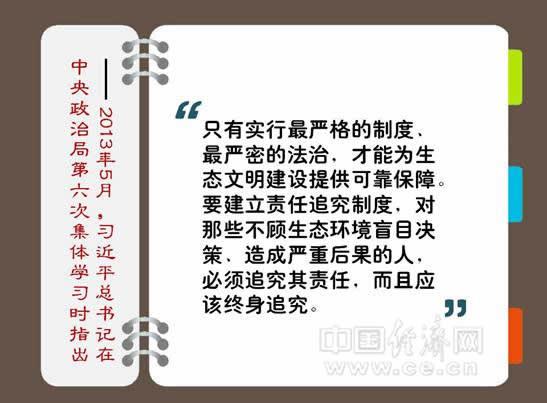 ——2013年5月，习近平总书记在
中央政治局第六次集体学习时指出
“
只有实行最严格的制度、
最严密的法治，才能为生
态文明建设提供可靠保障。
要建立责任追究制度，对
那些不顾生态环境盲目决
策、造成严重后果的人，
必须追究其责任，而且应
该终身追究。
”
中国经济网
www.ce.cn